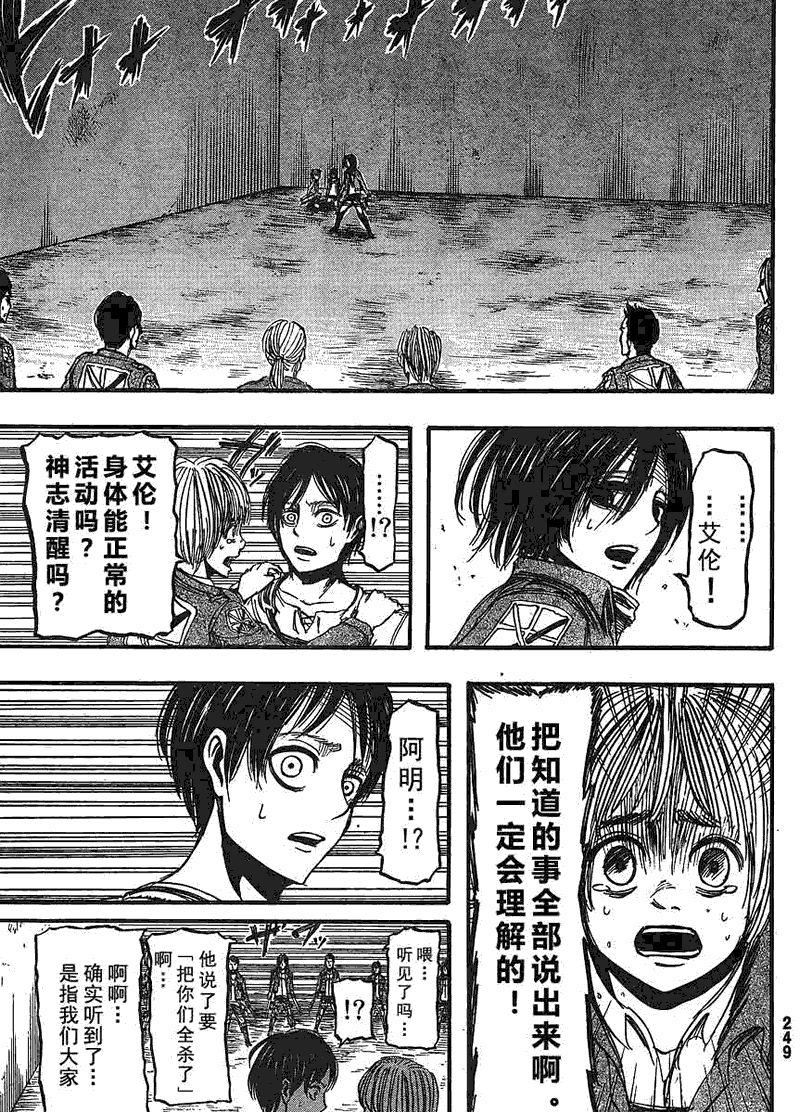 ……
…艾伦！
……
…!?
艾伦！
身体能正常的
活动吗？
神志清醒吗？
把知道的事全部说出来啊。
他们一定会理解的！
阿明…!?
喂…
听见了吗…
!?
他说了要
「把你们全杀了」
啊…
啊啊…
确实听到了…
是指我们大家
249